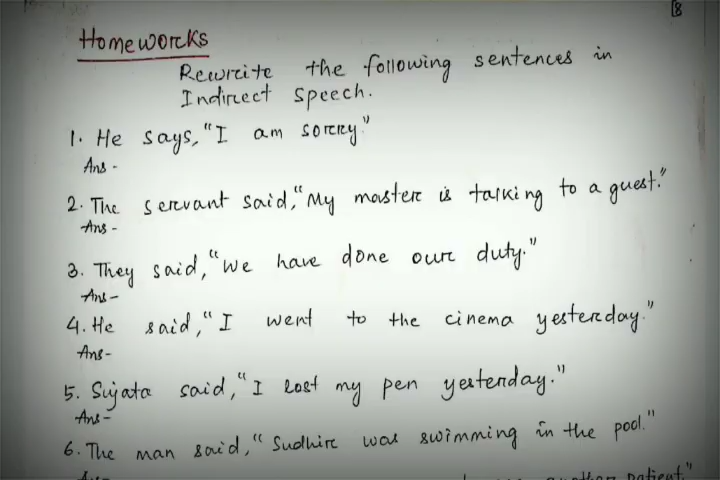 18
Homeworks
Rewrite the following sentences in
Indirect speech.
1. He says, "I am sorry."
Ans -
2. The servant said, "My master is talking to a guest."
Ans -
3. They said, "We have done our duty."
Ans -
4. He said, "I went to the cinema yesterday."
Ans -
5. Sujata said, "I lost my pen yesterday."
Ans -
6. The man said, "Sudhir was swimming in the pool."
another patient."